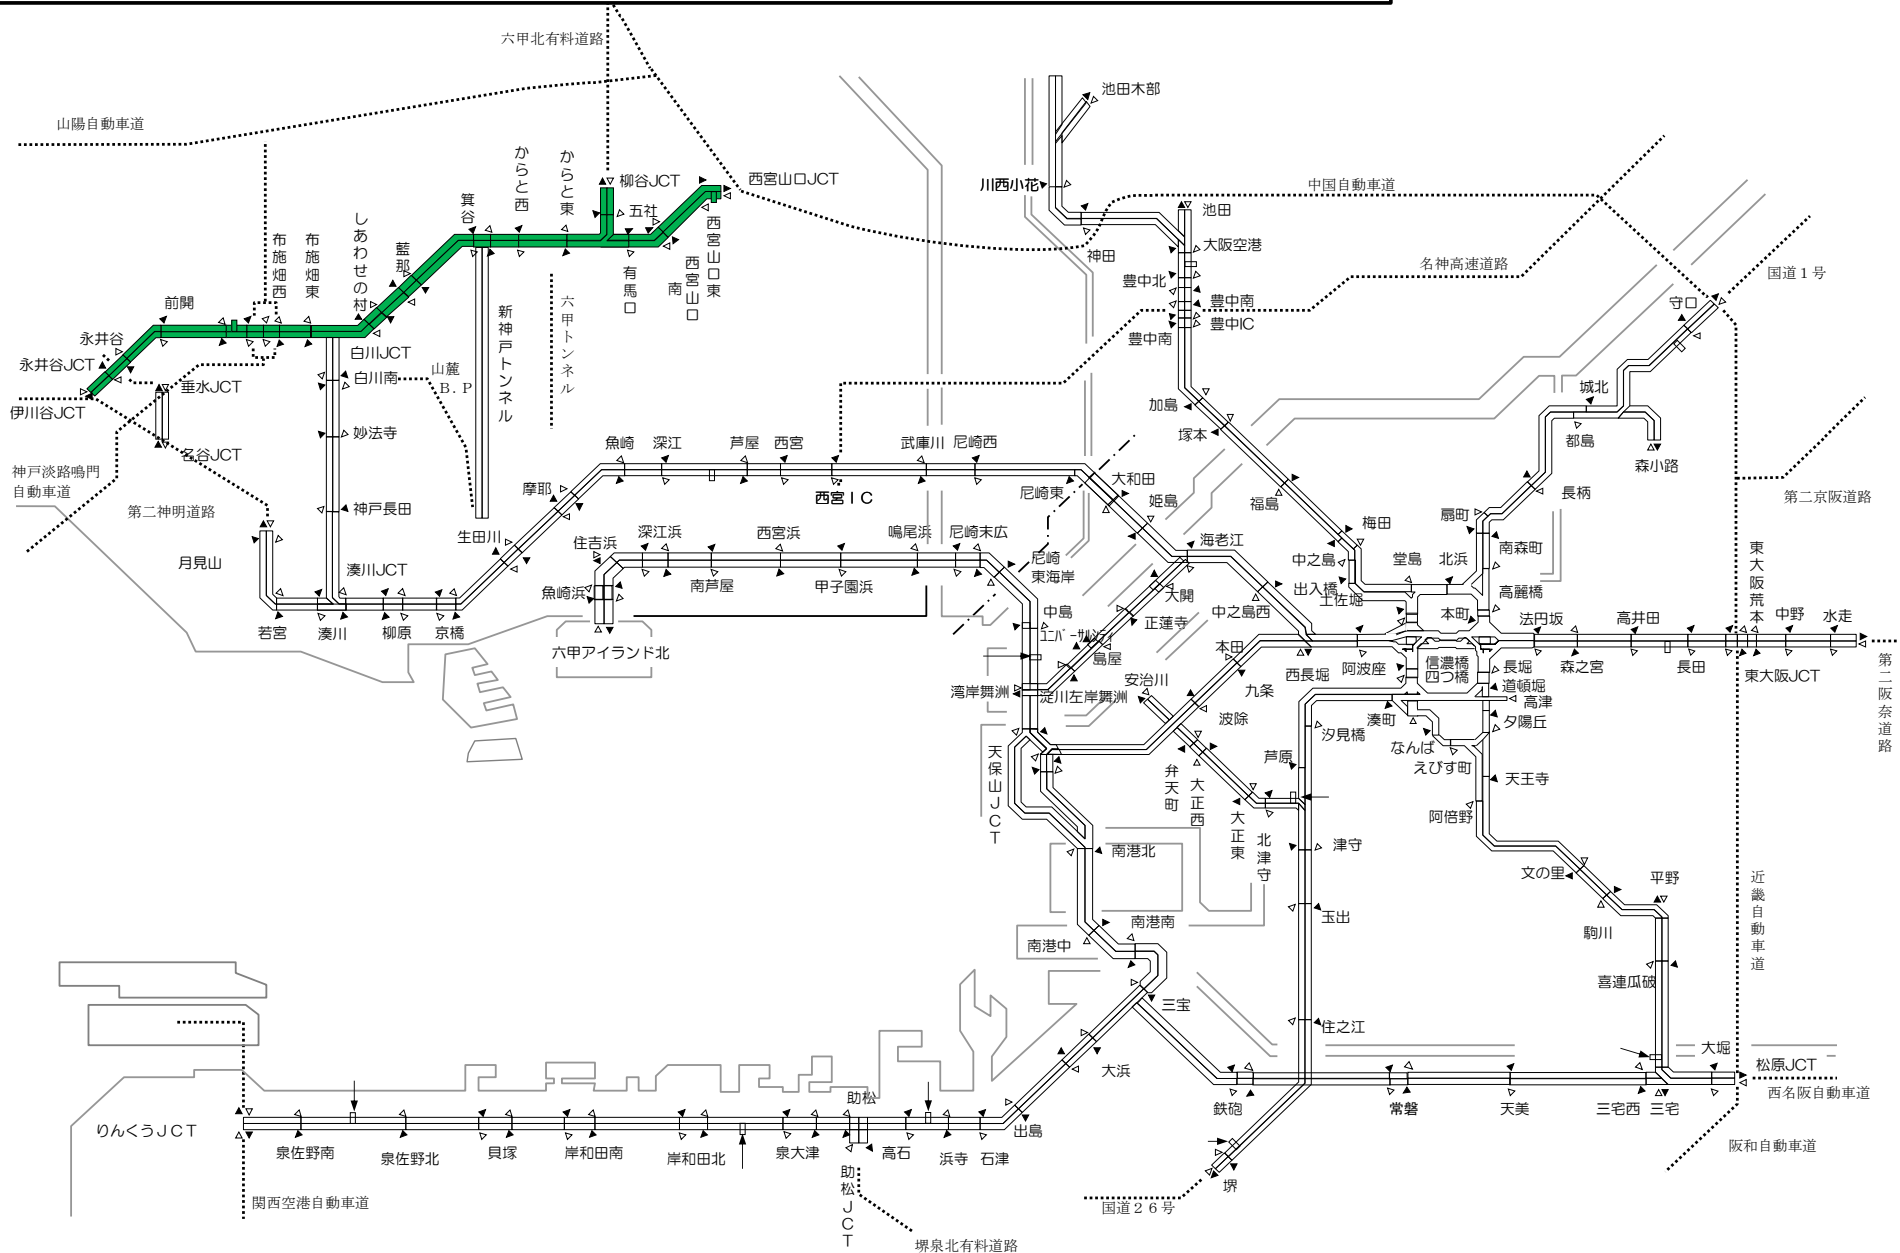 六甲北有料道路
山陽自動車道
池田木部
からと西
からと東
柳谷JCT
西宮山口JCT
川西小花
中国自動車道
池田
箕谷
五社
しあわせの村
藍那
布施畑西
布施畑東
有馬口
西宮山口南
西宮山口東
神田
大阪空港
名神高速道路
国道1号
前開
豊中北
豊中南
豊中IC
豊中南
守口
新神戸トンネル
六甲トンネル
永井谷
永井谷JCT
白川JCT
白川南
山麓
B.P
垂水JCT
伊川谷JCT
城北
加島
塚本
都島
森小路
妙法寺
名谷JCT
魚崎
深江
芦屋
西宮
武庫川
尼崎西
神戸淡路鳴門
自動車道
摩耶
西宮IC
尼崎東
大和田
姫島
福島
長柄
第二京阪道路
第二神明道路
神戸長田
扇町
梅田
生田川
住吉浜
深江浜
西宮浜
鳴尾浜
尼崎末広
海老江
中之島
堂島
北浜
南森町
月見山
湊川JCT
南芦屋
甲子園浜
尼崎
東海岸
出入橋
土佐堀
高麗橋
東大阪荒本
魚崎浜
大開
中之島西
本町
法円坂
高井田
中野
水走
若宮
湊川
柳原
京橋
中島
正蓮寺
ユニバーサルシティ
六甲アイランド北
島屋
本田
西長堀
阿波座
信濃橋
四つ橋
長堀
森之宮
長田
東大阪JCT
第二阪奈道路
湾岸舞洲
淀川左岸舞洲
安治川
九条
道頓堀
高津
波除
湊町
夕陽丘
汐見橋
なんば
えびす町
天保山JCT
芦原
弁天町
大正西
天王寺
大正東
北津守
阿倍野
南港北
津守
文の里
平野
近畿自動車道
南港中
南港南
玉出
駒川
喜連瓜破
三宝
住之江
大浜
大堀
松原JCT
西名阪自動車道
りんくうJCT
助松
出島
鉄砲
常磐
天美
三宅西
三宅
泉佐野南
泉佐野北
貝塚
岸和田南
岸和田北
泉大津
高石
浜寺
石津
阪和自動車道
助松JCT
堺
関西空港自動車道
国道26号
堺泉北有料道路